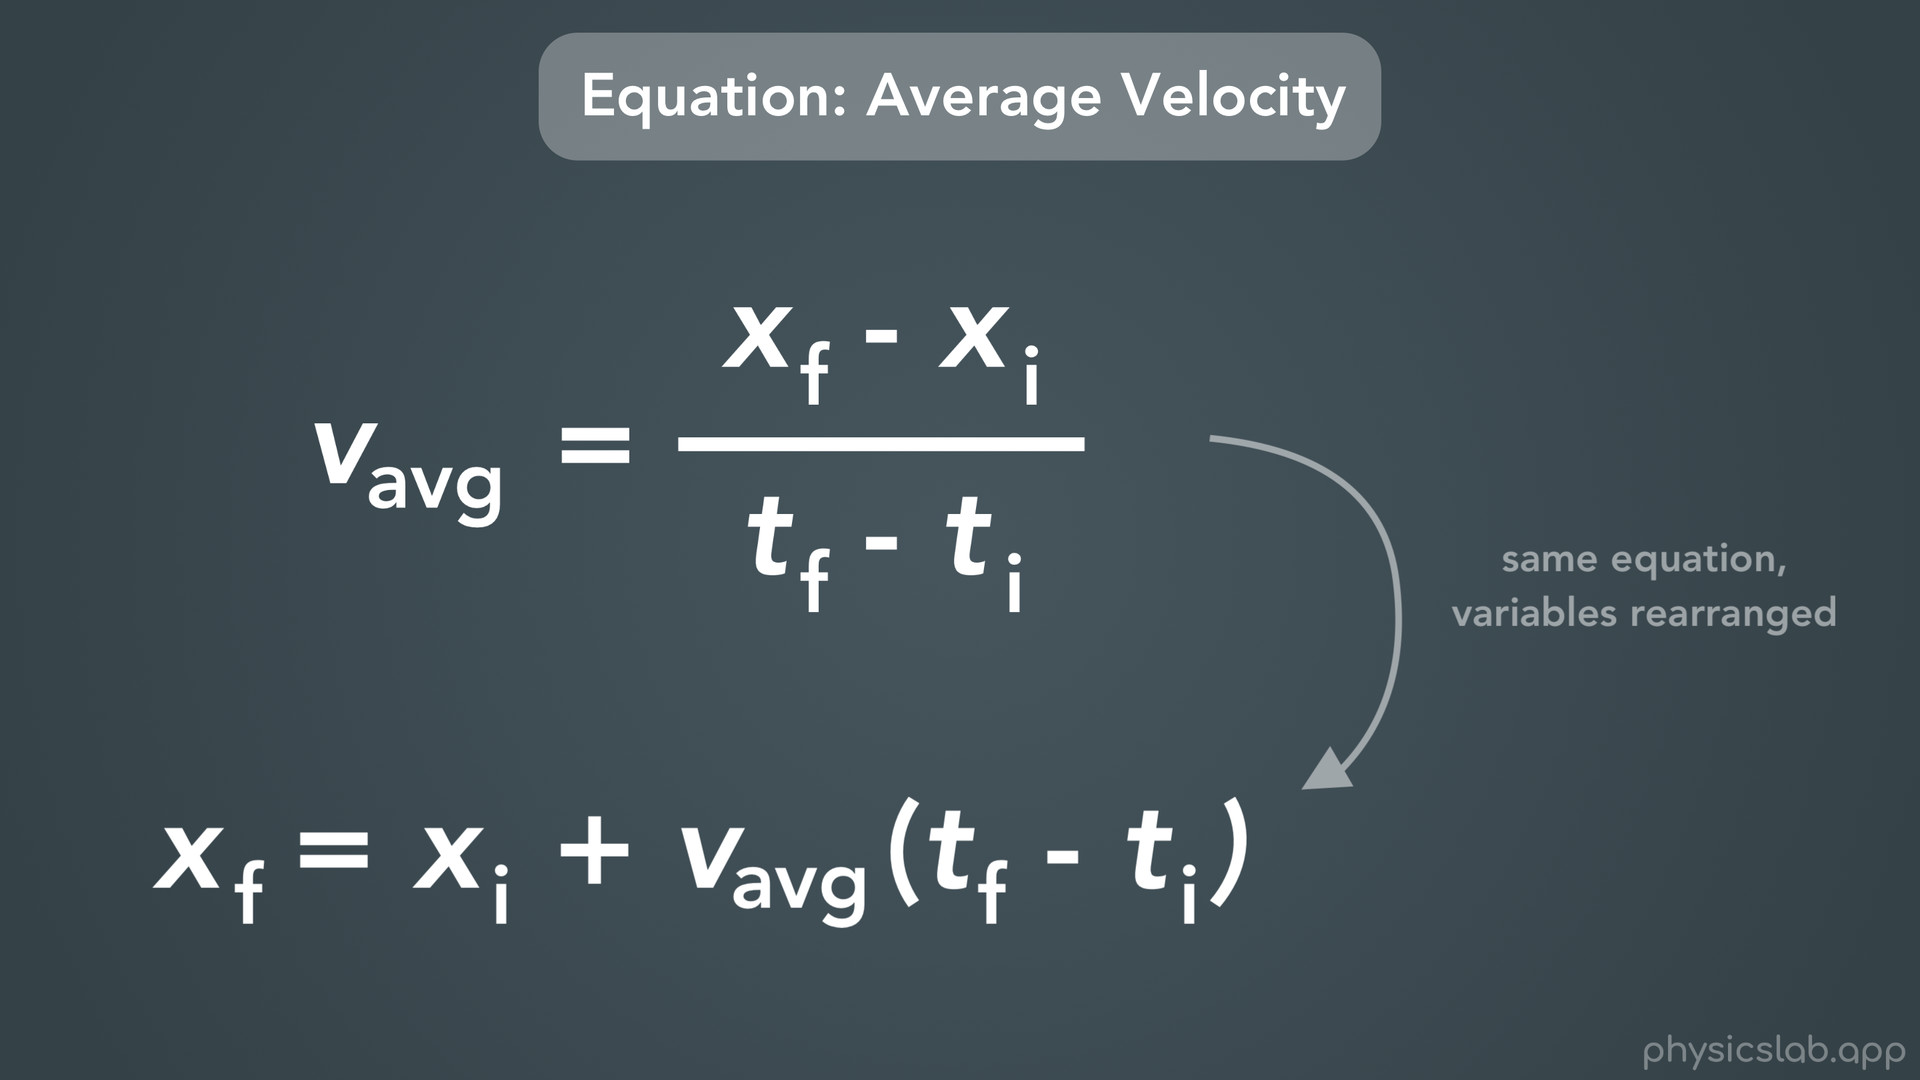 Equation: Average Velocity
v_avg = (x_f - x_i) / (t_f - t_i)
same equation,
variables rearranged
x_f = x_i + v_avg(t_f - t_i)
physicslab.app